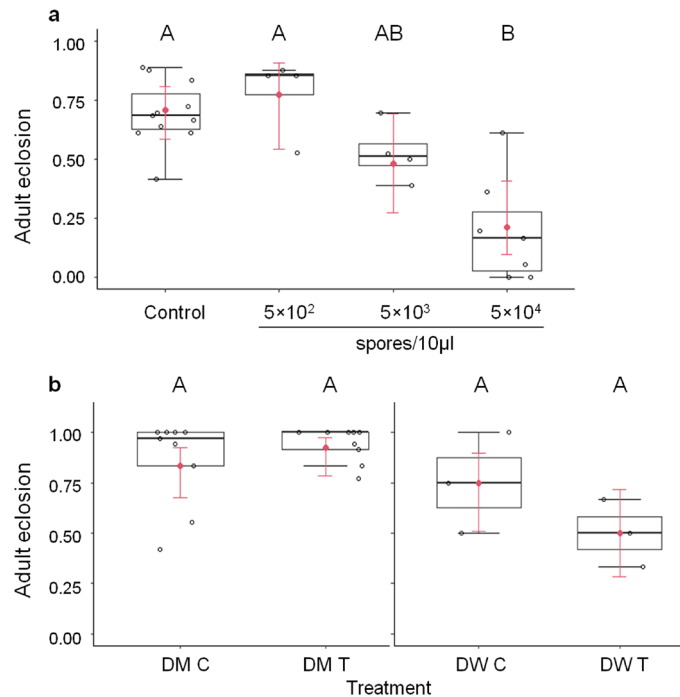 a
A A AB B
1.00
0.75
0.50
0.25
0.00
Adult eclosion
Control 5×10² 5×10³ 5×10⁴
spores/10µl
b
A A A A
1.00
0.75
0.50
0.25
0.00
Adult eclosion
DM C DM T DW C DW T
Treatment